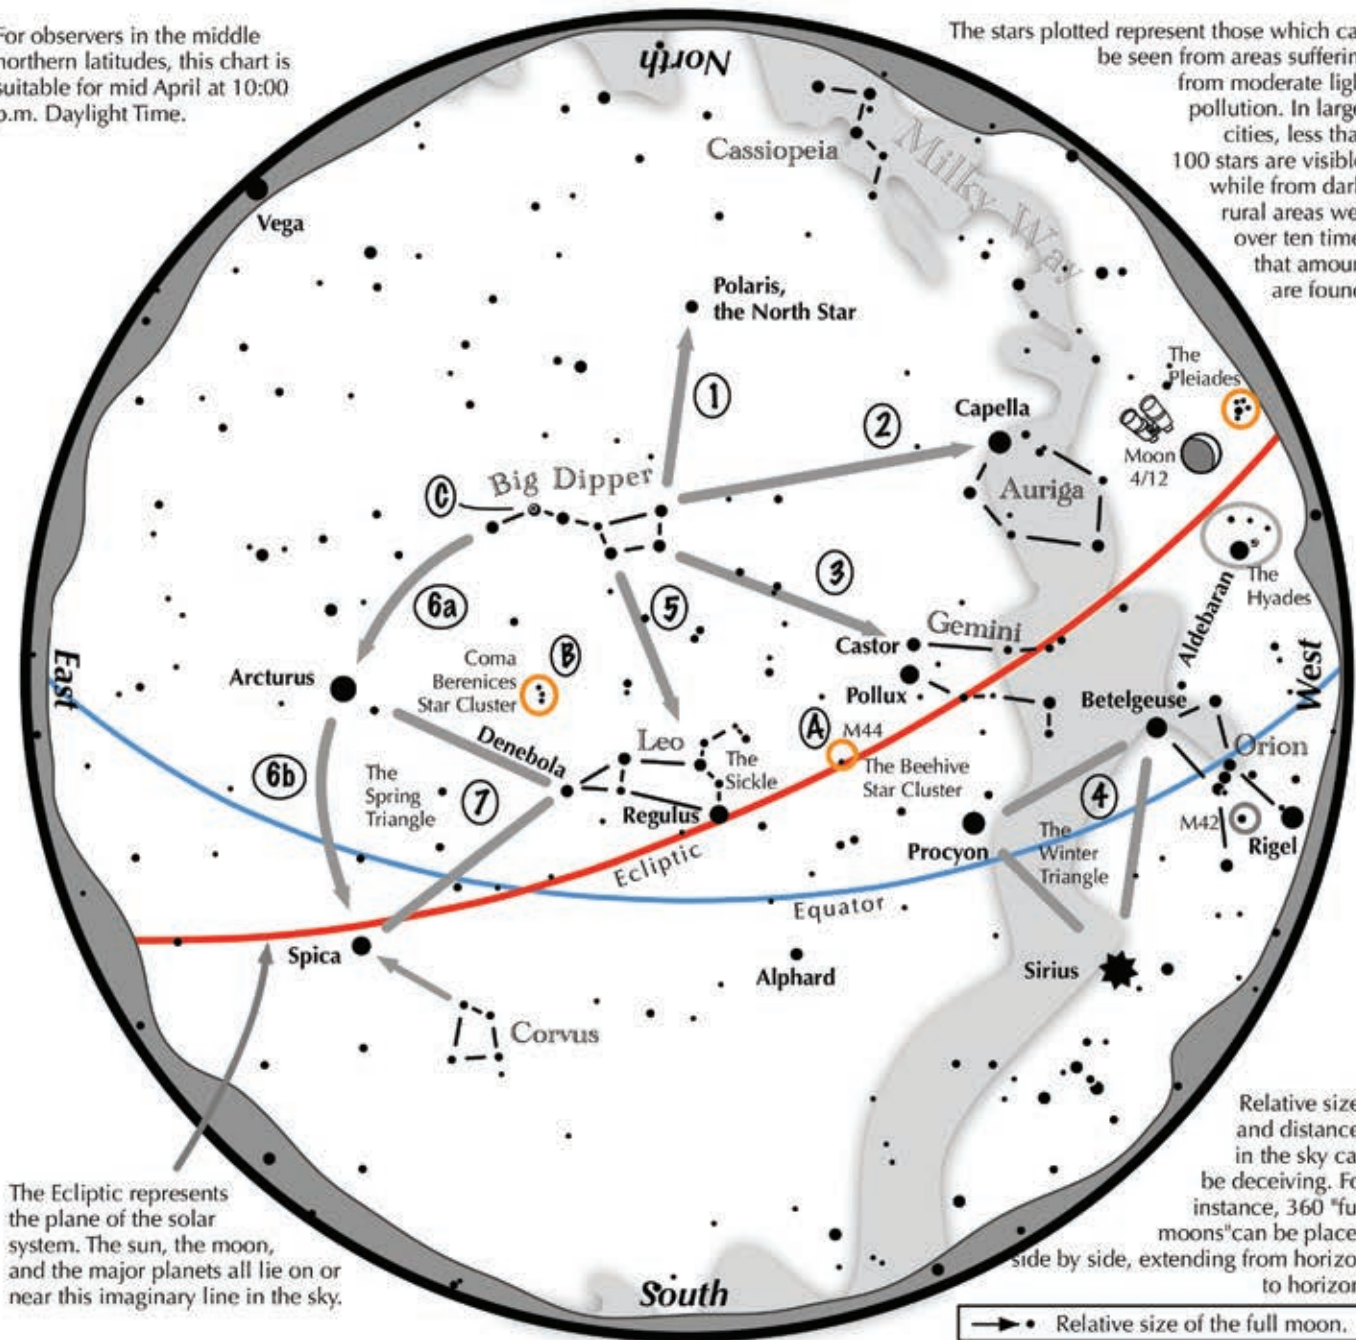 For observers in the middle
northern latitudes, this chart is
suitable for mid April at 10:00
p.m. Daylight Time.
The stars plotted represent those which ca
be seen from areas sufferin
from moderate ligh
pollution. In large
cities, less tha
100 stars are visible
while from dark
rural areas we
over ten time
that amoun
are found
North
Cassiopeia
Milky Way
Vega
Polaris,
the North Star
The
Pleiades
1
2
Capella
Moon
4/12
Big Dipper
C
Auriga
3
The
Hyades
6a
5
Aldebaran
Castor
Gemini
East
West
Coma
Berenices
Star Cluster
B
Arcturus
Pollux
Betelgeuse
A
M44
Denebola
Leo
The
Sickle
Orion
6b
The
Spring
Triangle
7
The Beehive
Star Cluster
4
Regulus
M42
Rigel
Procyon
The
Winter
Triangle
Ecliptic
Equator
Spica
Alphard
Sirius
Corvus
The Ecliptic represents
the plane of the solar
system. The sun, the moon,
and the major planets all lie on or
near this imaginary line in the sky.
Relative size
and distance
in the sky ca
be deceiving. Fo
instance, 360 "fu
moons"can be place
side by side, extending from horizo
to horizon
South
Relative size of the full moon.